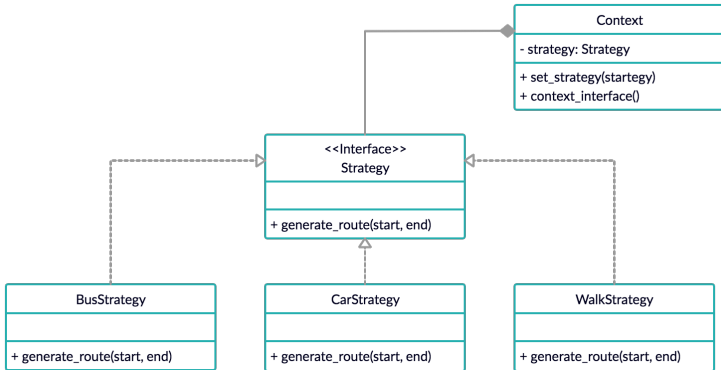 Context
- strategy: Strategy
+ set_strategy(startegy)
+ context_interface()
<<Interface>>
Strategy
+ generate_route(start, end)
BusStrategy
+ generate_route(start, end)
CarStrategy
+ generate_route(start, end)
WalkStrategy
+ generate_route(start, end)